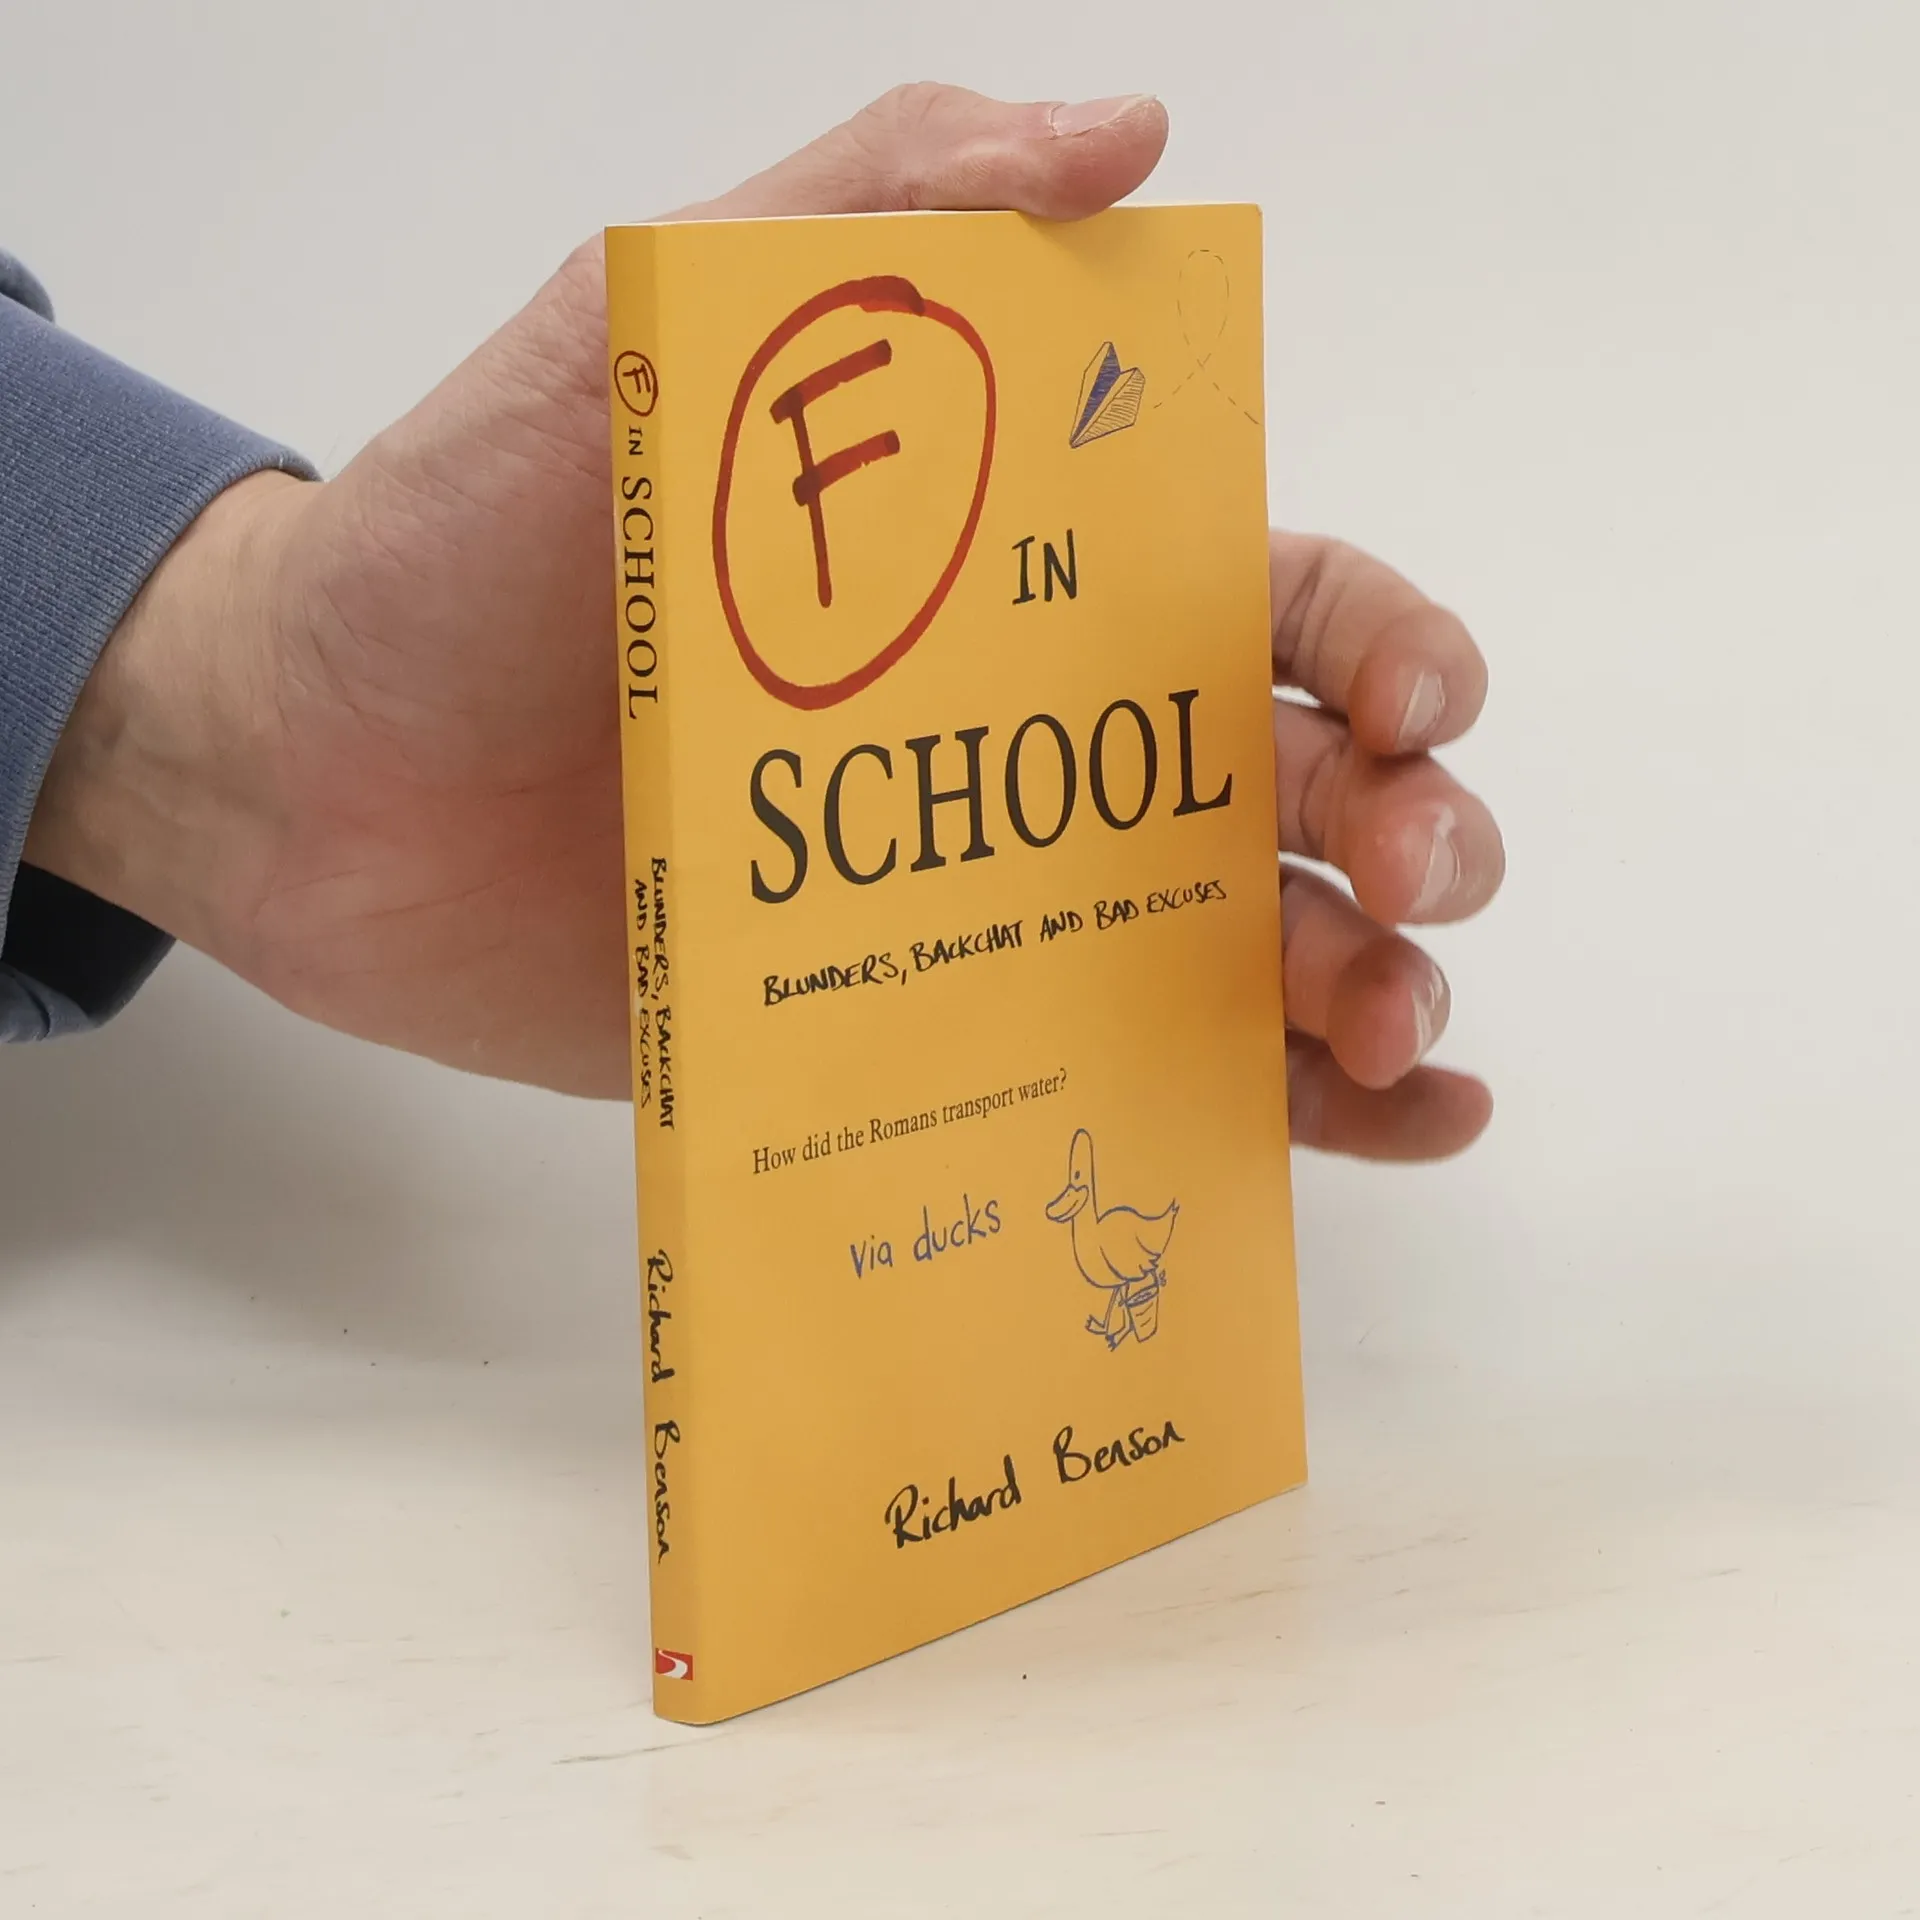 F IN SCHOOL
BLUNDERS, BACKCHAT
AND BAD EXCUSES
Richard Benson
F
IN
SCHOOL
BLUNDERS, BACKCHAT AND BAD EXCUSES
How did the Romans transport water?
via ducks
Richard Benson